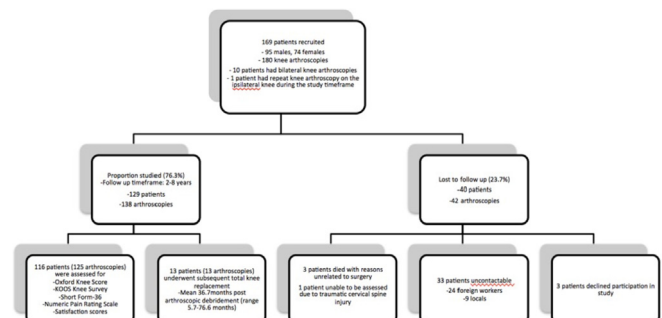 169 patients recruited
- 95 males, 74 females
- 180 knee arthroscopies
- 10 patients had bilateral knee arthroscopies
- 1 patient had repeat knee arthroscopy on the
ipsilateral knee during the study timeframe
Proportion studied (76.3%)
-Follow up timeframe: 2-8 years
-129 patients
-138 arthroscopies
Lost to follow up (23.7%)
-40 patients
-42 arthroscopies
116 patients (125 arthroscopies)
were assessed for
-Oxford Knee Score
-KOOS Knee Survey
-Short Form-36
-Numeric Pain Rating Scale
-Satisfaction scores
13 patients (13 arthroscopies)
underwent subsequent total knee
replacement
-Mean 36.7months post
arthroscopic debridement (range
5.7-76.6 months)
3 patients died with reasons
unrelated to surgery
1 patient unable to be assessed
due to traumatic cervical spine
injury
33 patients uncontactable
-24 foreign workers
-9 locals
3 patients declined participation in
study